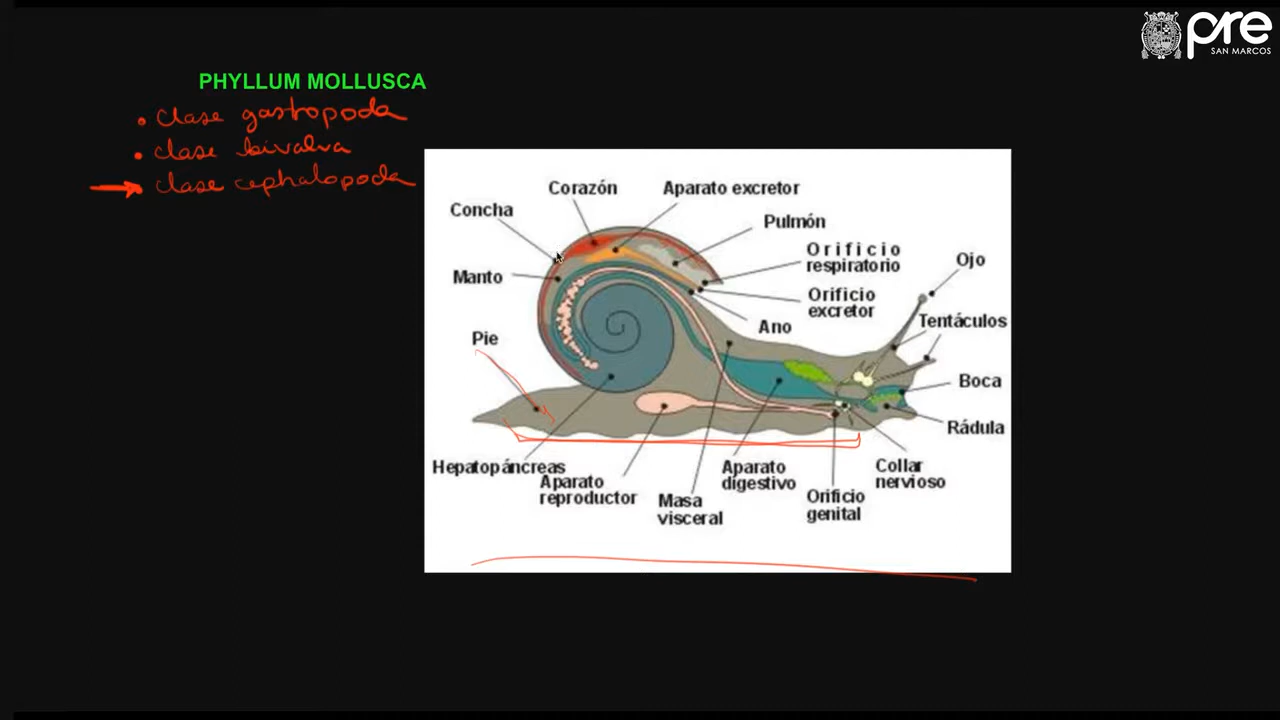 pre
SAN MARCOS
PHYLLUM MOLLUSCA
• clase gastropoda
• clase bivalva
→ • clase cephalopoda
Corazón
Aparato excretor
Concha
Pulmón
Orificio
respiratorio
Ojo
Manto
Orificio
excretor
Ano
Tentáculos
Pie
Boca
Rádula
Hepatopáncreas
Aparato
reproductor
Masa
visceral
Aparato
digestivo
Orificio
genital
Collar
nervioso